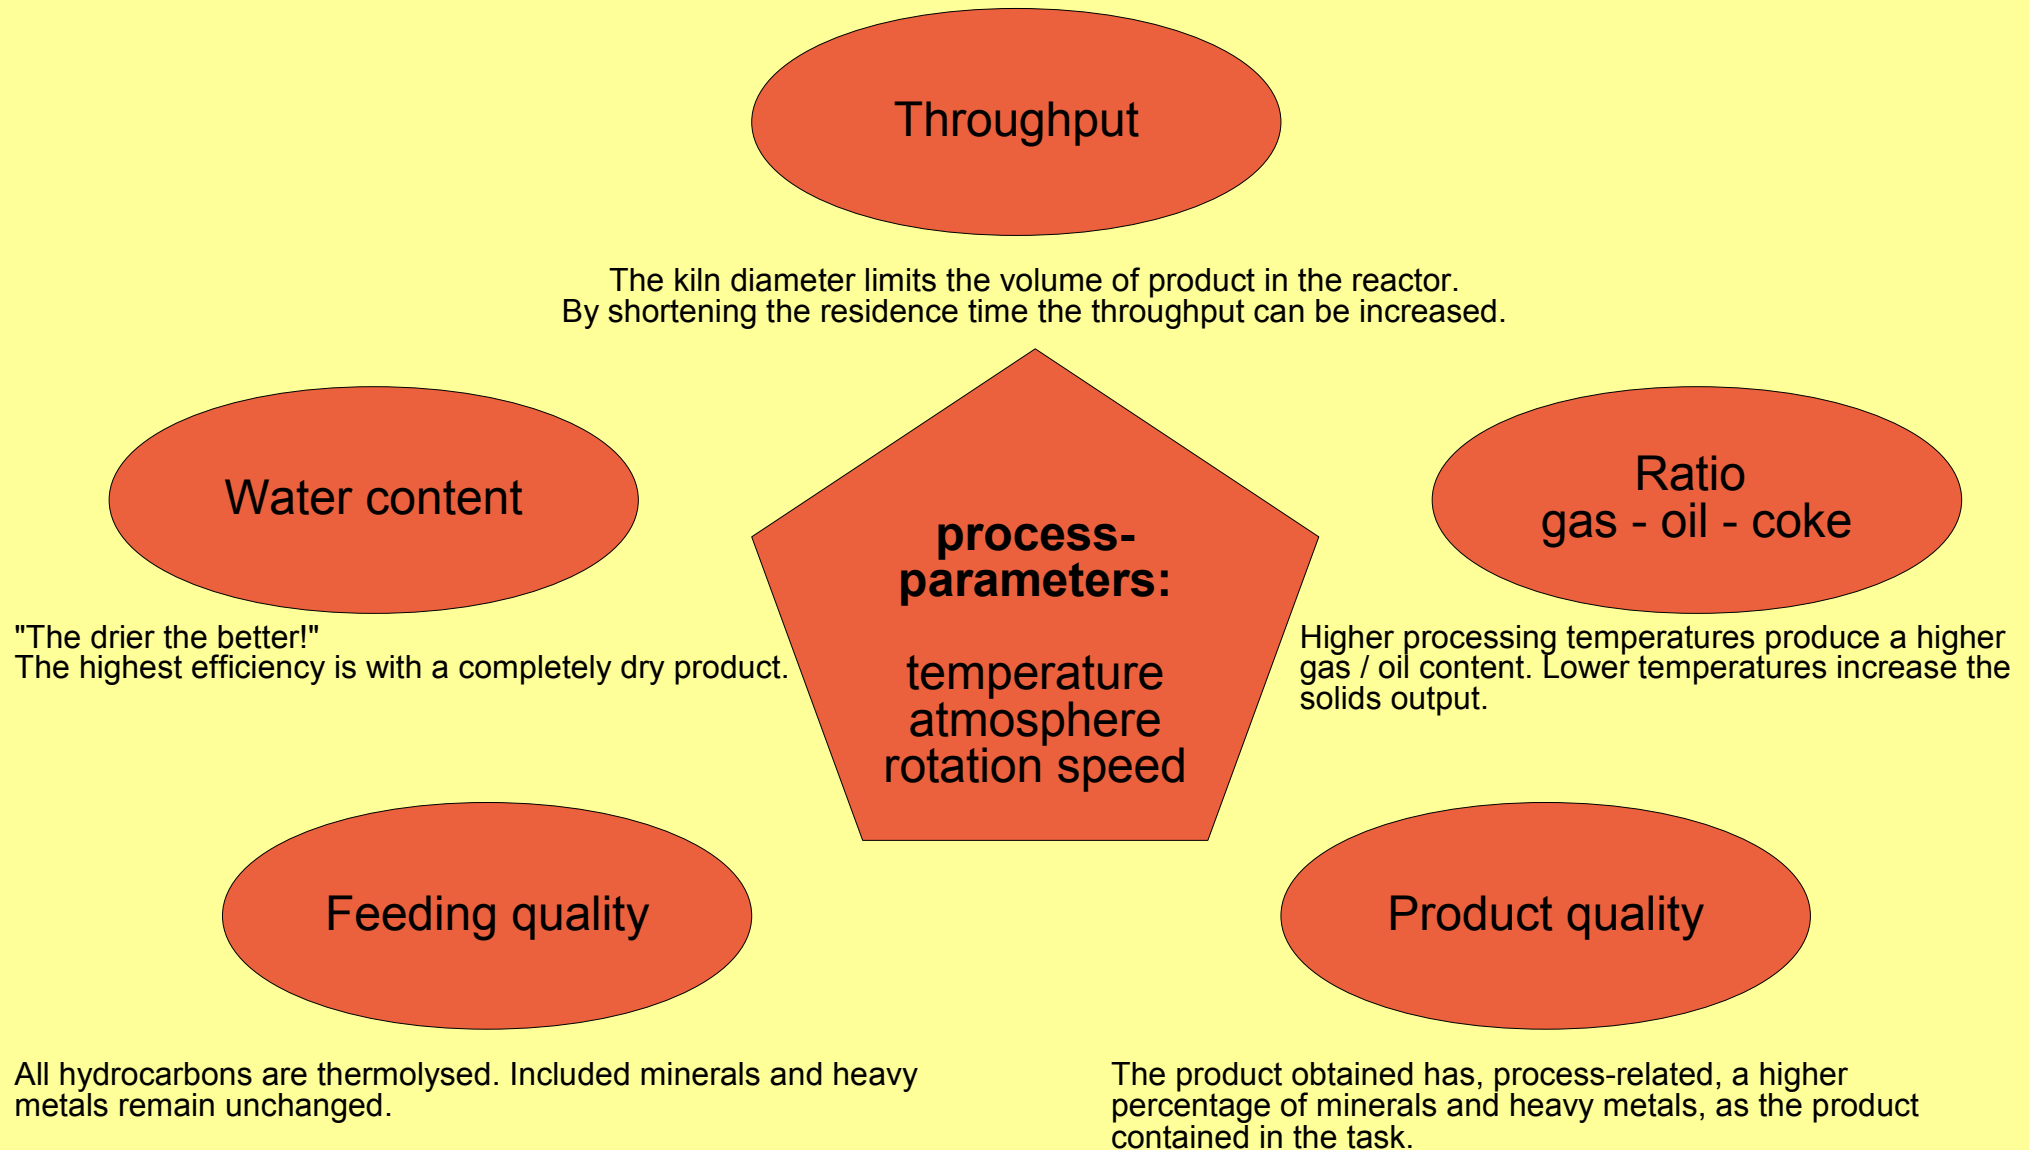 Throughput
The kiln diameter limits the volume of product in the reactor.
By shortening the residence time the throughput can be increased.
Water content
"The drier the better!"
The highest efficiency is with a completely dry product.
process-
parameters:
temperature
atmosphere
rotation speed
Ratio
gas - oil - coke
Higher processing temperatures produce a higher
gas / oil content. Lower temperatures increase the
solids output.
Feeding quality
All hydrocarbons are thermolysed. Included minerals and heavy
metals remain unchanged.
Product quality
The product obtained has, process-related, a higher
percentage of minerals and heavy metals, as the product
contained in the task.